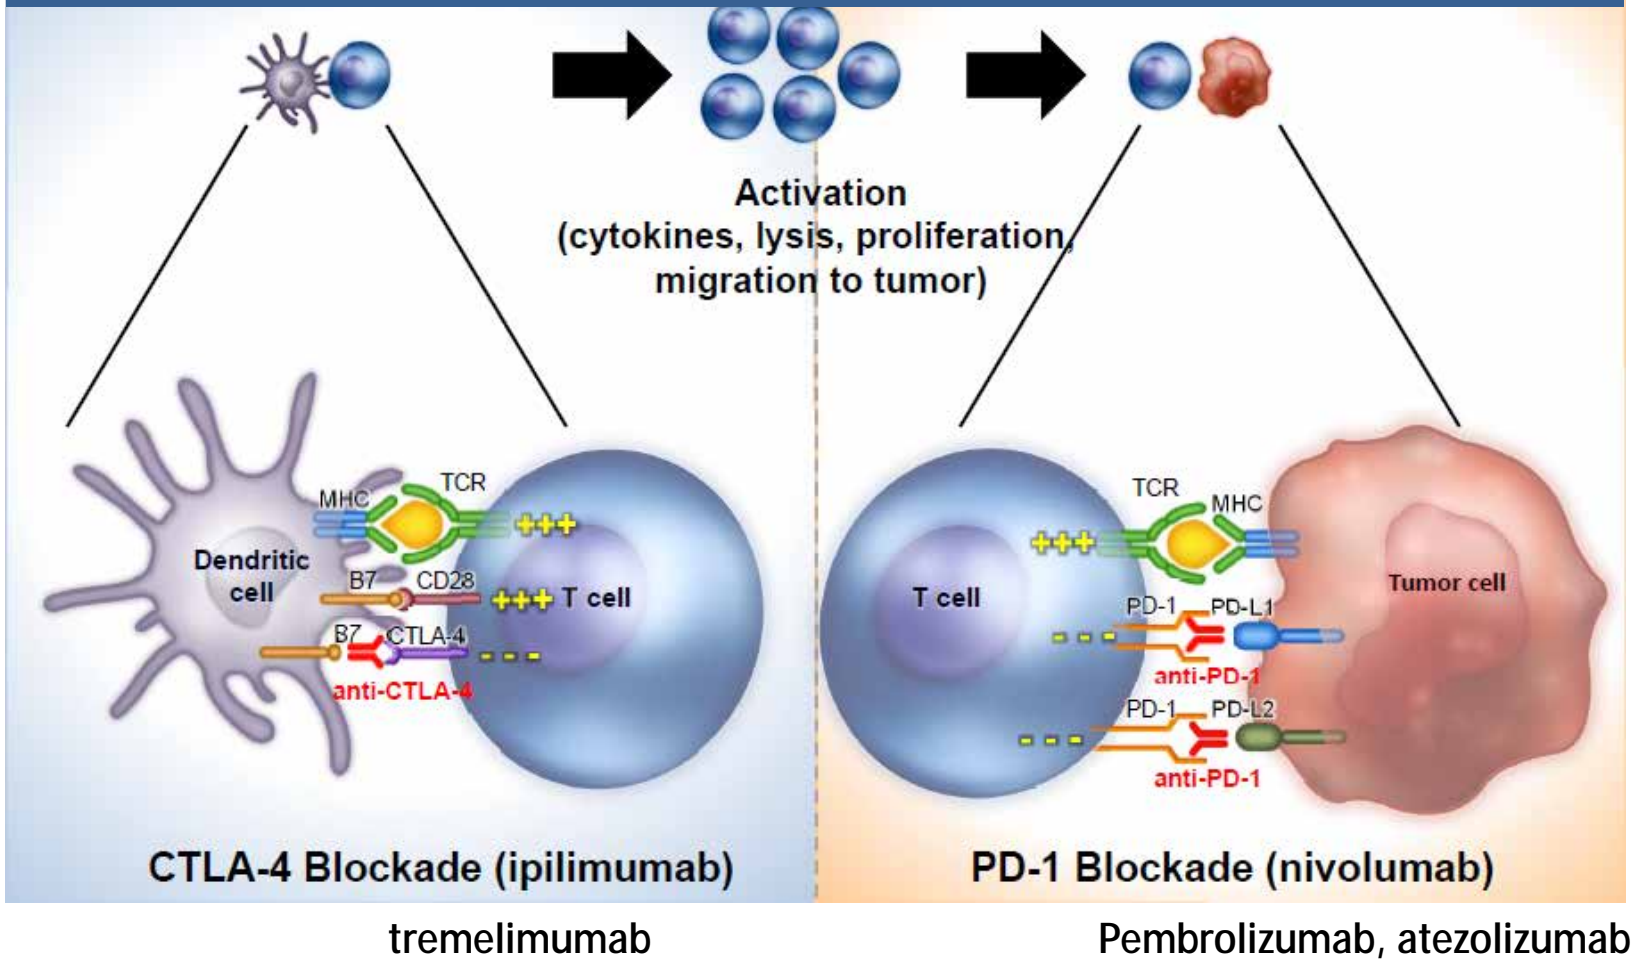 Activation
(cytokines, lysis, proliferation,
migration to tumor)
MHC
TCR
+++
Dendritic
cell
B7
CD28
+++
T cell
B7
CTLA-4
---
anti-CTLA-4
TCR
MHC
+++
T cell
Tumor cell
PD-1
PD-L1
---
anti-PD-1
PD-1
PD-L2
---
anti-PD-1
CTLA-4 Blockade (ipilimumab)
PD-1 Blockade (nivolumab)
tremelimumab
Pembrolizumab, atezolizumab